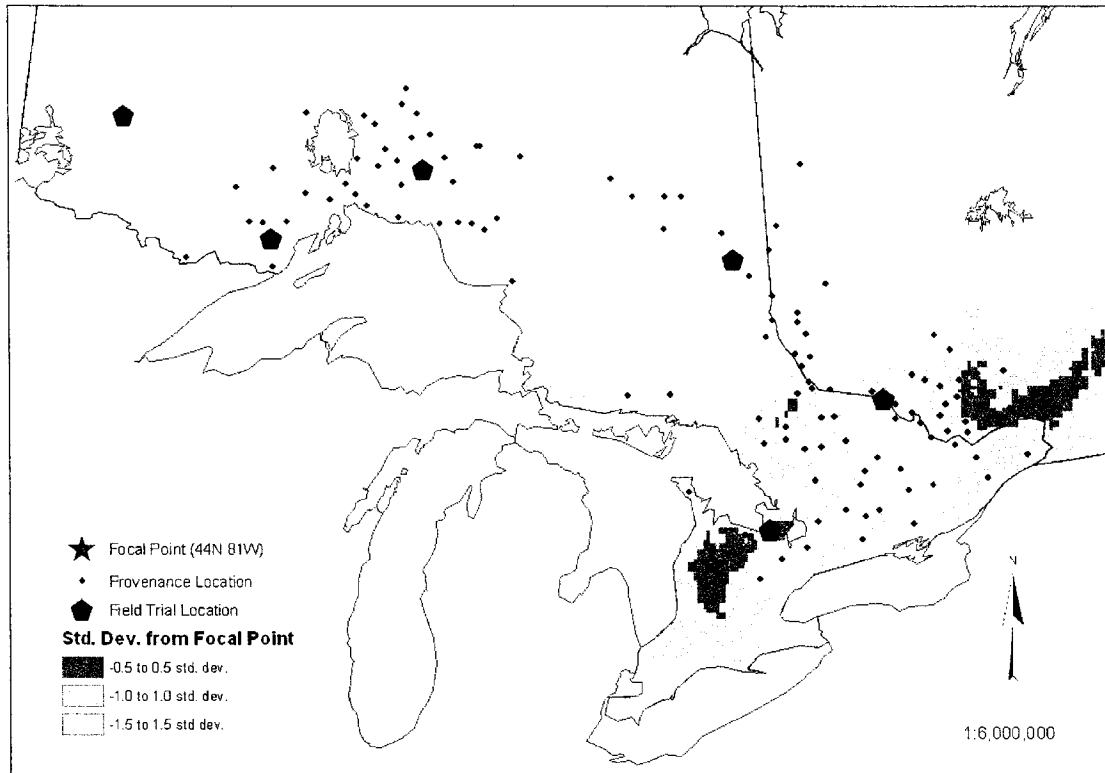 N
Focal Point (44N 81W)
Provenance Location
Field Trial Location
Std. Dev. from Focal Point
-0.5 to 0.5 std. dev.
-1.0 to 1.0 std. dev.
-1.5 to 1.5 std dev.
1:6,000,000